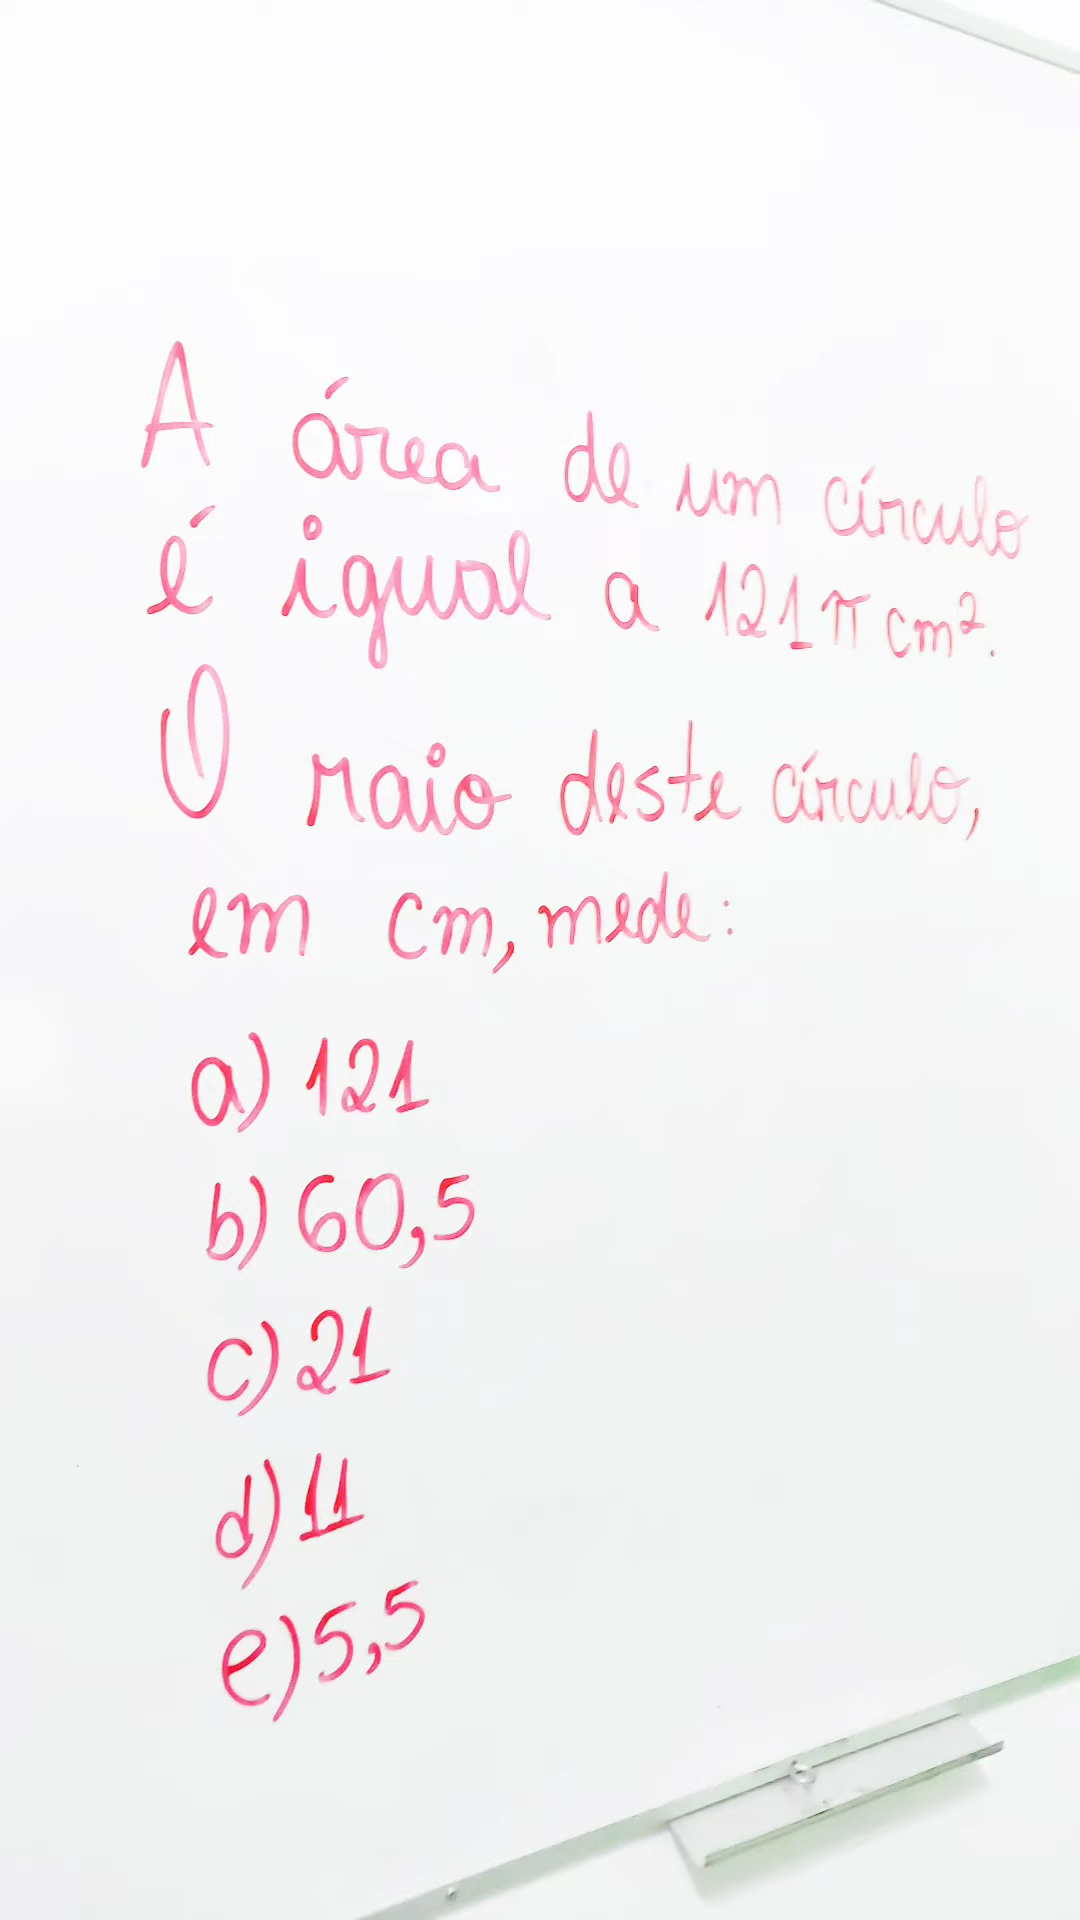 A área de um círculo
é igual a 121π cm².
O raio deste círculo,
em cm, mede:
a) 121
b) 60,5
c) 21
d) 11
e) 5,5